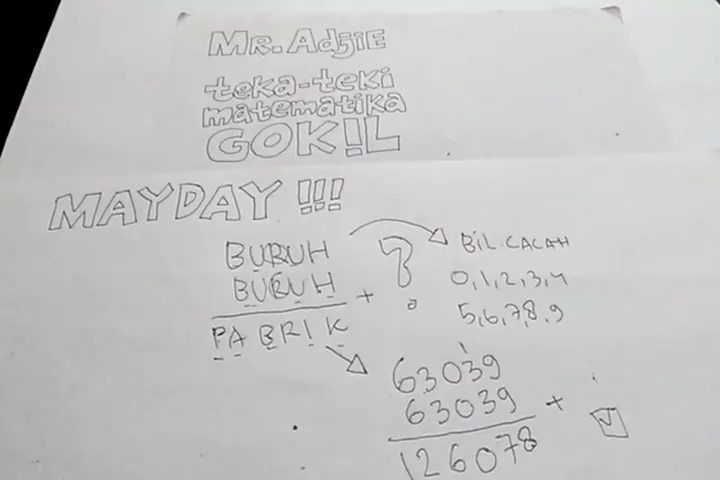 MR. AdjiE
teka-teki
matematika
GOK!L
MAYDAY !!!
BURUH
BURUH +
PABRIK
?
BiL. CACAH
0,1,2,3,4
5,6,7,8,9
1
63039
63039 +
126078